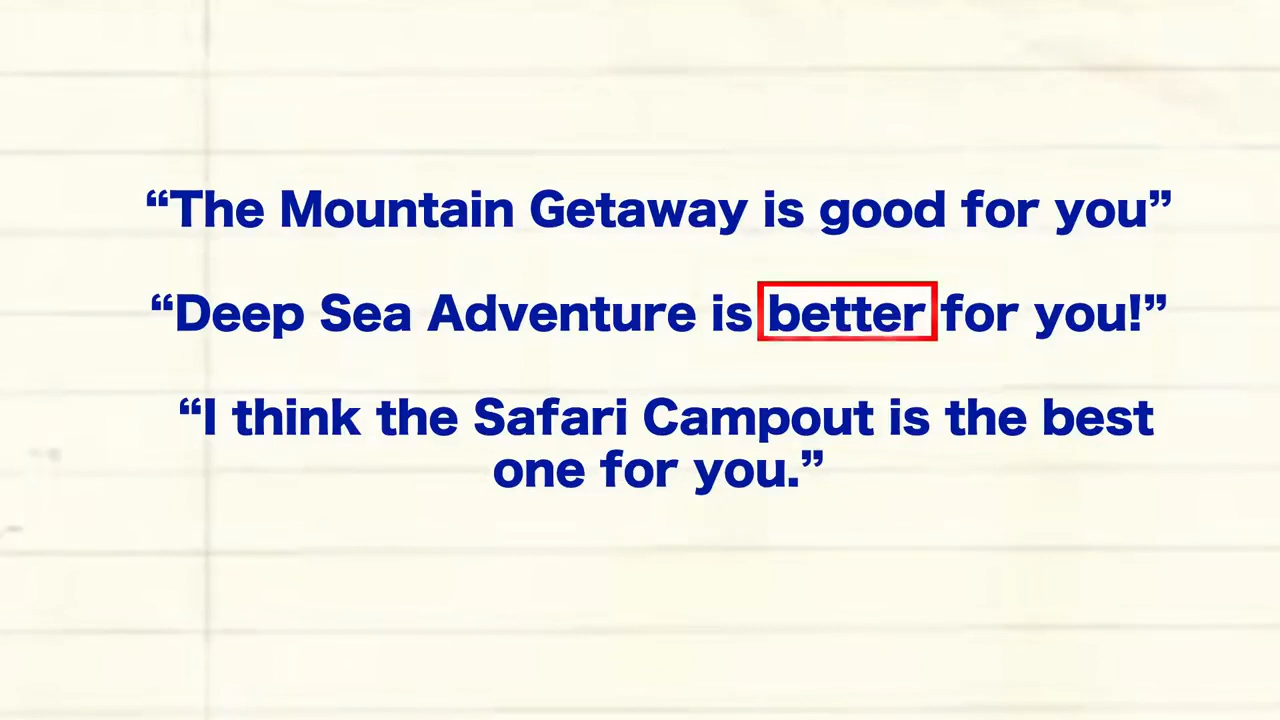 “The Mountain Getaway is good for you”
“Deep Sea Adventure is better for you!”
“I think the Safari Campout is the best
one for you.”